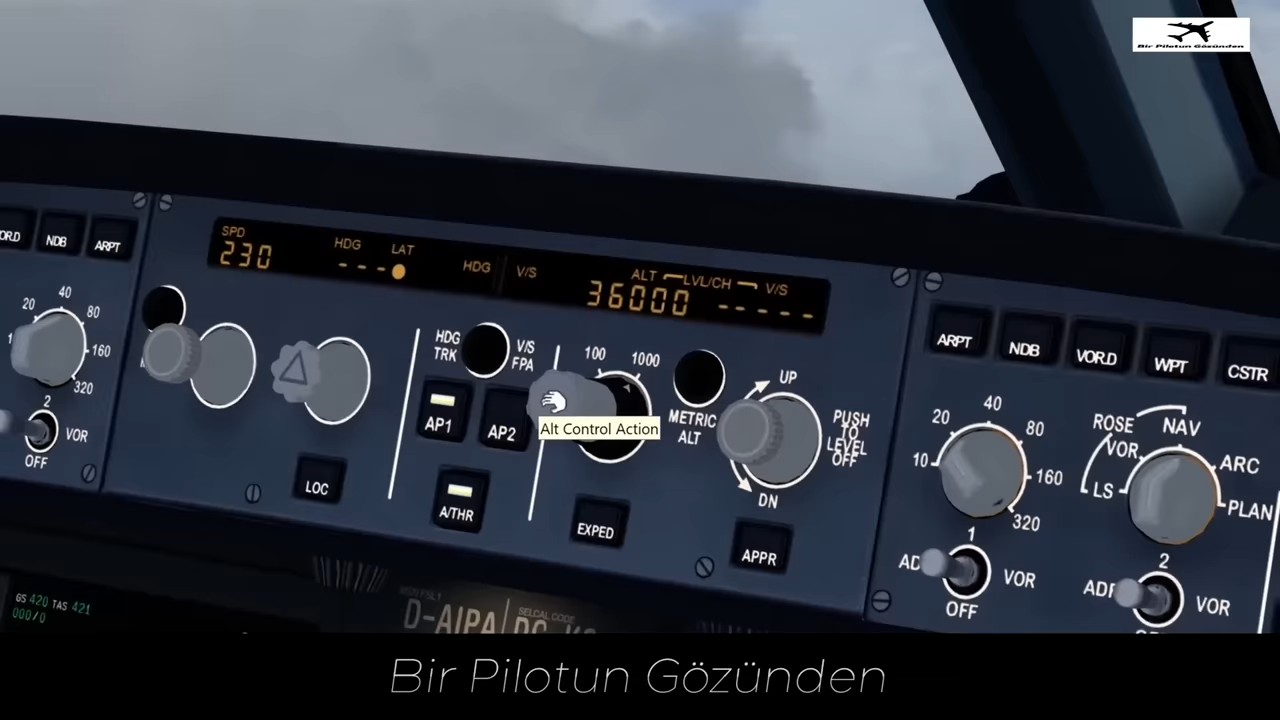 Bir Pilotun Gözünden
SPD
230
HDG
---
LAT
HDG
V/S
ALT
LVL/CH
V/S
36000
-----
NDB
ARPT
20
40
80
160
320
2
VOR
OFF
HDG
TRK
V/S
FPA
AP1
AP2
A/THR
LOC
100
1000
Alt Control Action
METRIC
ALT
EXPED
UP
DN
PUSH
TO
LEVEL
OFF
APPR
ARPT
NDB
VOR.D
WPT
CSTR
10
20
40
80
160
320
1
VOR
OFF
ROSE
VOR
LS
NAV
ARC
PLAN
2
ADF
VOR
GS 420 TAS 421
000/0
D-AIPA
SELCAL CODE
Bir Pilotun Gözünden